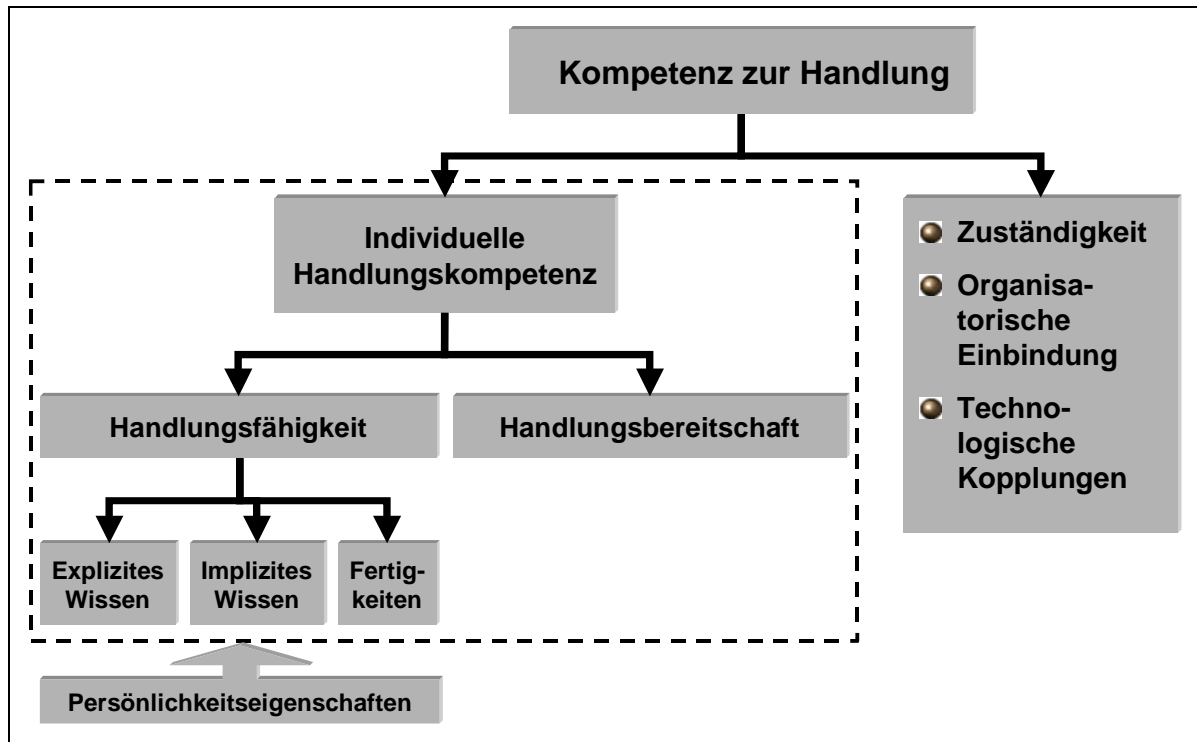 Kompetenz zur Handlung
Individuelle
Handlungskompetenz
Zuständigkeit
Organisa-
torische
Einbindung
Techno-
logische
Kopplungen
Handlungsfähigkeit
Handlungsbereitschaft
Explizites
Wissen
Implizites
Wissen
Fertig-
keiten
Persönlichkeitseigenschaften